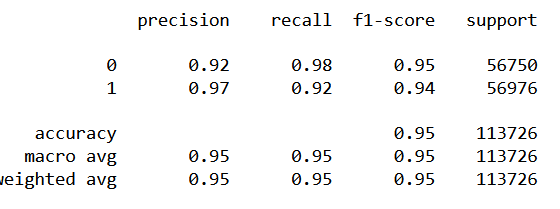 precision recall f1-score support
0 0.92 0.98 0.95 56750
1 0.97 0.92 0.94 56976
accuracy 0.95 113726
macro avg 0.95 0.95 0.95 113726
weighted avg 0.95 0.95 0.95 113726